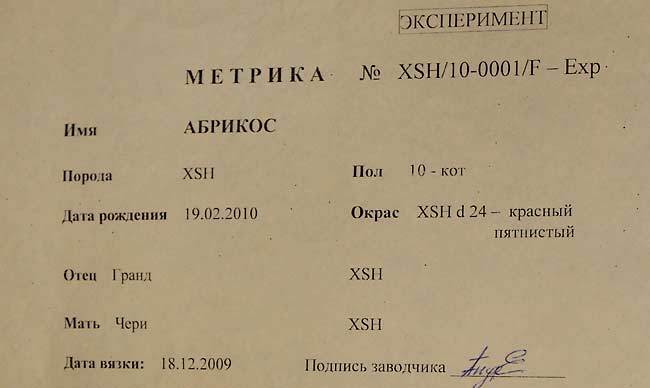 ЭКСПЕРИМЕНТ
МЕТРИКА № XSH/10-0001/F – Exp
Имя АБРИКОС
Порода XSH Пол 10 - кот
Дата рождения 19.02.2010 Окрас XSH d 24 – красный
пятнистый
Отец Гранд XSH
Мать Чери XSH
Дата вязки: 18.12.2009 Подпись заводчика